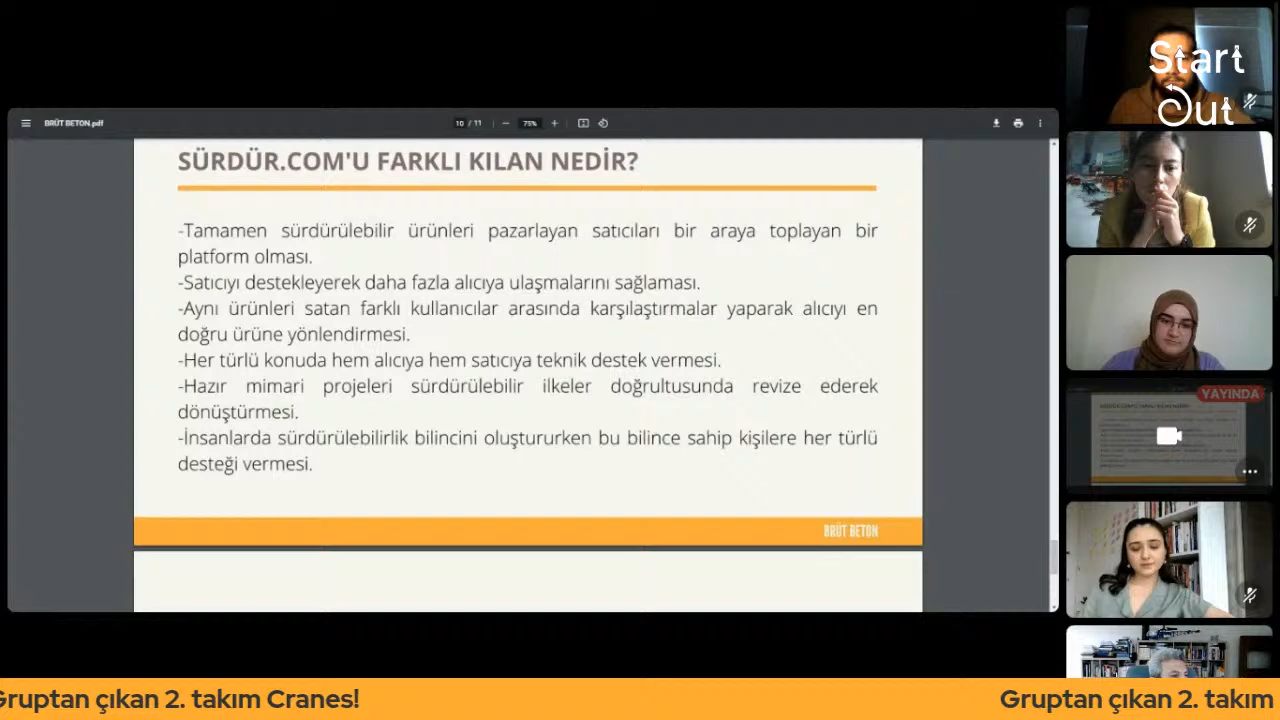 Start
Out
BRÜT BETON.pdf
10 / 11
75%
SÜRDÜR.COM'U FARKLI KILAN NEDİR?
-Tamamen sürdürülebilir ürünleri pazarlayan satıcıları bir araya toplayan bir
platform olması.
-Satıcıyı destekleyerek daha fazla alıcıya ulaşmalarını sağlaması.
-Aynı ürünleri satan farklı kullanıcılar arasında karşılaştırmalar yaparak alıcıyı en
doğru ürüne yönlendirmesi.
-Her türlü konuda hem alıcıya hem satıcıya teknik destek vermesi.
-Hazır mimari projeleri sürdürülebilir ilkeler doğrultusunda revize ederek
dönüştürmesi.
-İnsanlarda sürdürülebilirlik bilincini oluştururken bu bilince sahip kişilere her türlü
desteği vermesi.
BRÜT BETON
YAYINDA
Gruptan çıkan 2. takım Cranes!
Gruptan çıkan 2. takım